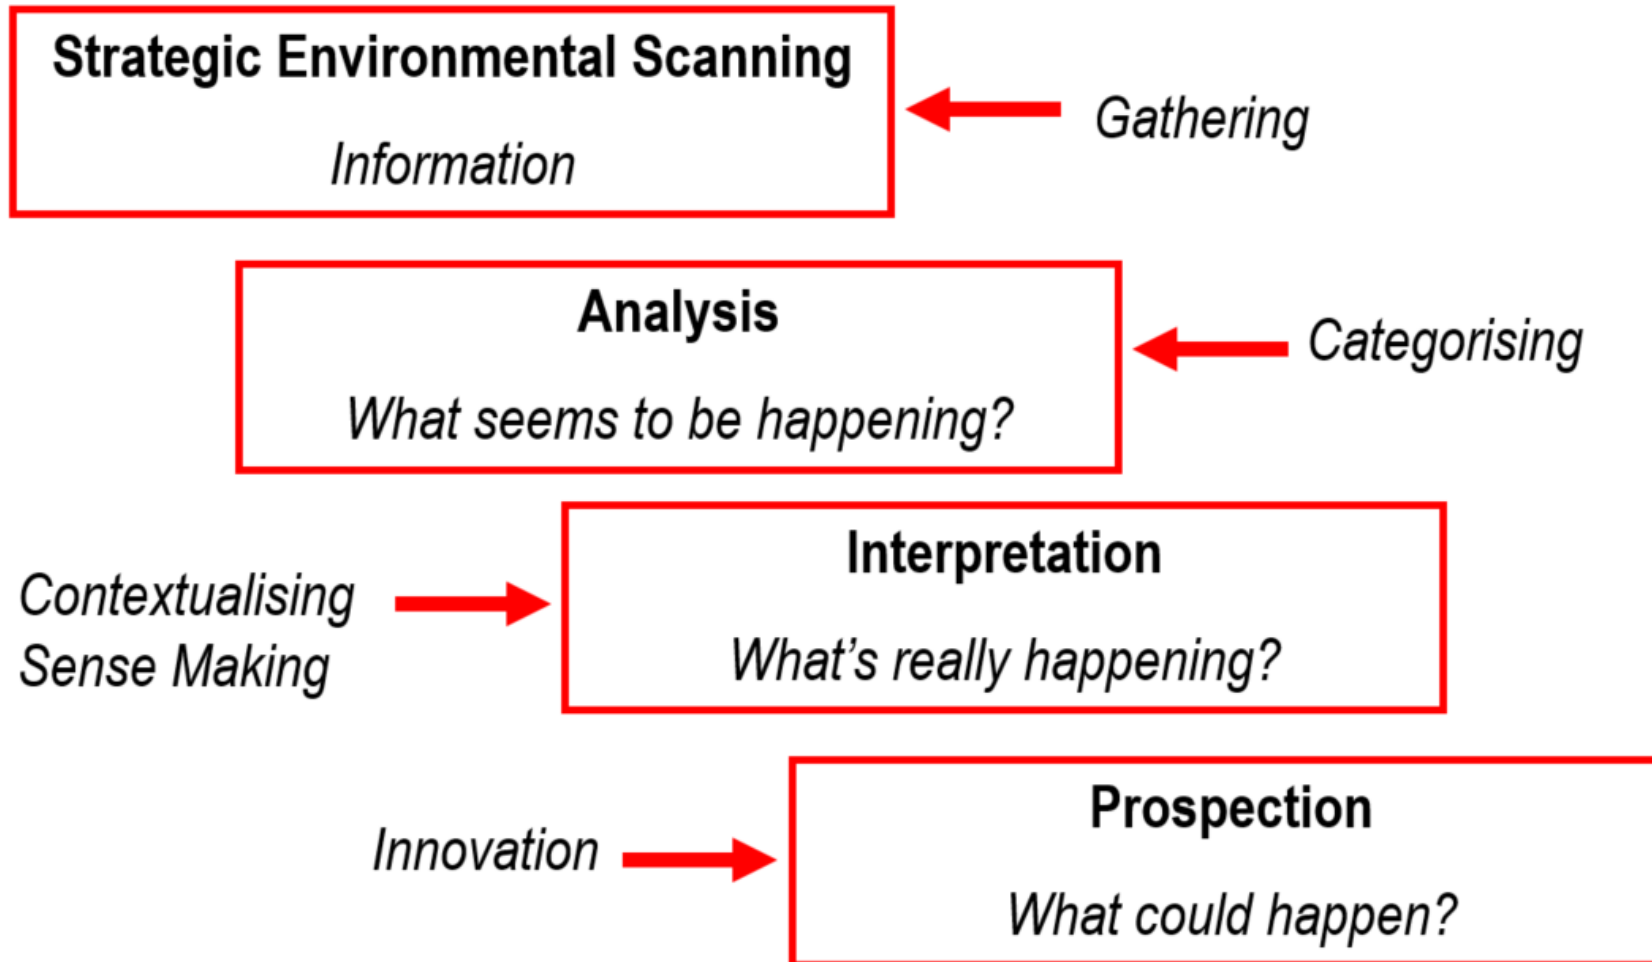 Strategic Environmental Scanning
Information
Gathering
Analysis
What seems to be happening?
Categorising
Interpretation
What’s really happening?
Contextualising
Sense Making
Prospection
What could happen?
Innovation